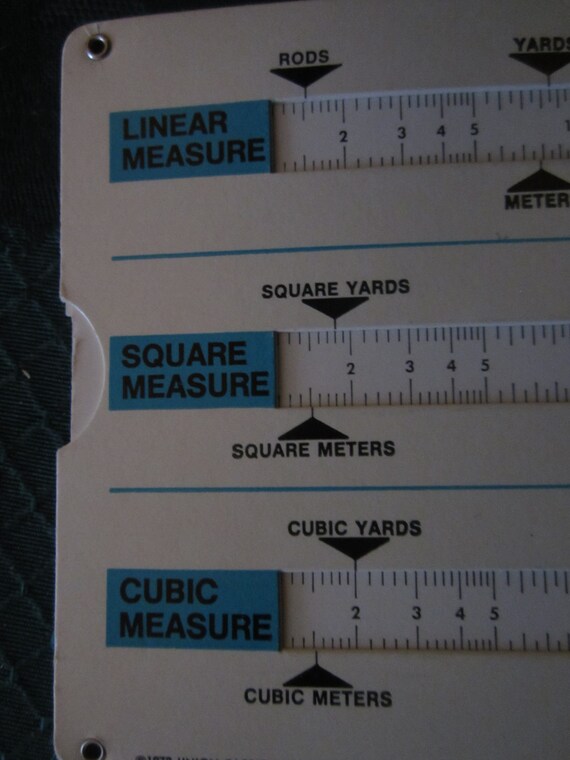 RODS
YARDS
LINEAR
MEASURE
2 3 4 5
METER
SQUARE YARDS
SQUARE
MEASURE
2 3 4 5
SQUARE METERS
CUBIC YARDS
CUBIC
MEASURE
2 3 4 5
CUBIC METERS